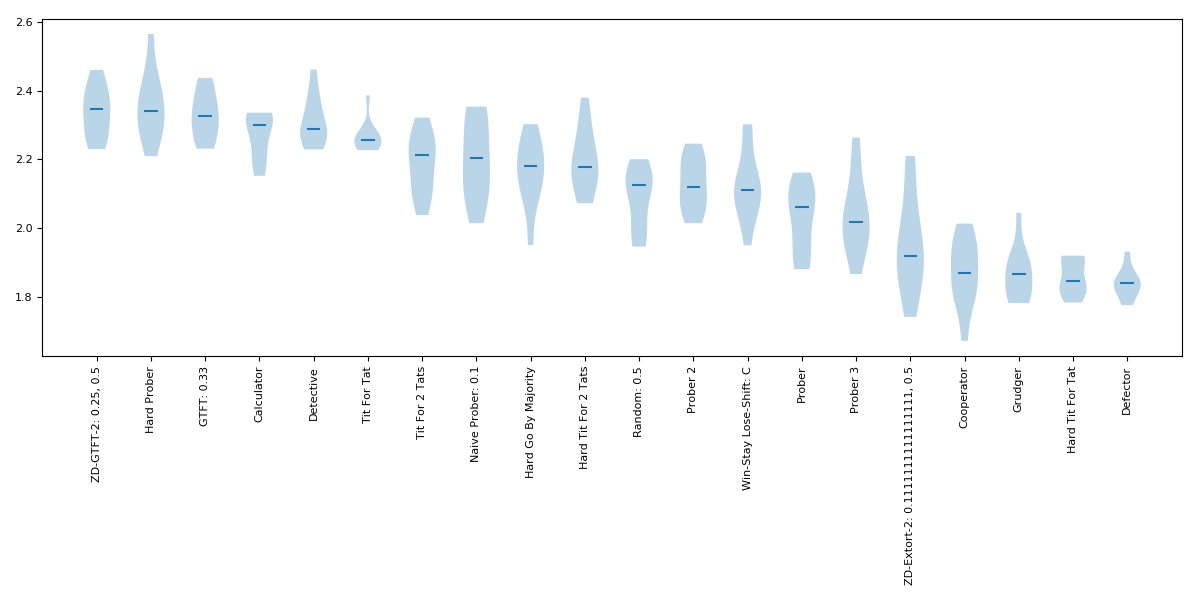 2.6
2.4
2.2
2.0
1.8
ZD-GTFT-2: 0.25, 0.5
Hard Prober
GTFT: 0.33
Calculator
Detective
Tit For Tat
Tit For 2 Tats
Naive Prober: 0.1
Hard Go By Majority
Hard Tit For 2 Tats
Random: 0.5
Prober 2
Win-Stay Lose-Shift: C
Prober
Prober 3
ZD-Extort-2: 0.1111111111111111, 0.5
Cooperator
Grudger
Hard Tit For Tat
Defector